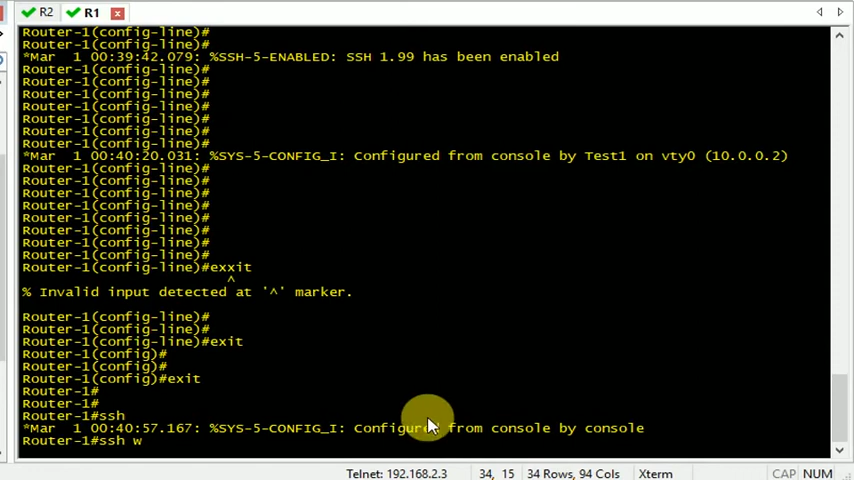 R2 R1
Router-1(config-line)#
Router-1(config-line)#
*Mar  1 00:39:42.079: %SSH-5-ENABLED: SSH 1.99 has been enabled
Router-1(config-line)#
Router-1(config-line)#
Router-1(config-line)#
Router-1(config-line)#
Router-1(config-line)#
Router-1(config-line)#
Router-1(config-line)#
*Mar  1 00:40:20.031: %SYS-5-CONFIG_I: Configured from console by Test1 on vty0 (10.0.0.2)
Router-1(config-line)#
Router-1(config-line)#
Router-1(config-line)#
Router-1(config-line)#
Router-1(config-line)#
Router-1(config-line)#
Router-1(config-line)#
Router-1(config-line)#
Router-1(config-line)#exxit
^
% Invalid input detected at '^' marker.
Router-1(config-line)#
Router-1(config-line)#
Router-1(config-line)#exit
Router-1(config)#
Router-1(config)#
Router-1(config)#exit
Router-1#
Router-1#
Router-1#ssh
*Mar  1 00:40:57.167: %SYS-5-CONFIG_I: Configured from console by console
Router-1#ssh w
Telnet: 192.168.2.3 34, 15 34 Rows, 94 Cols Xterm CAP NUM